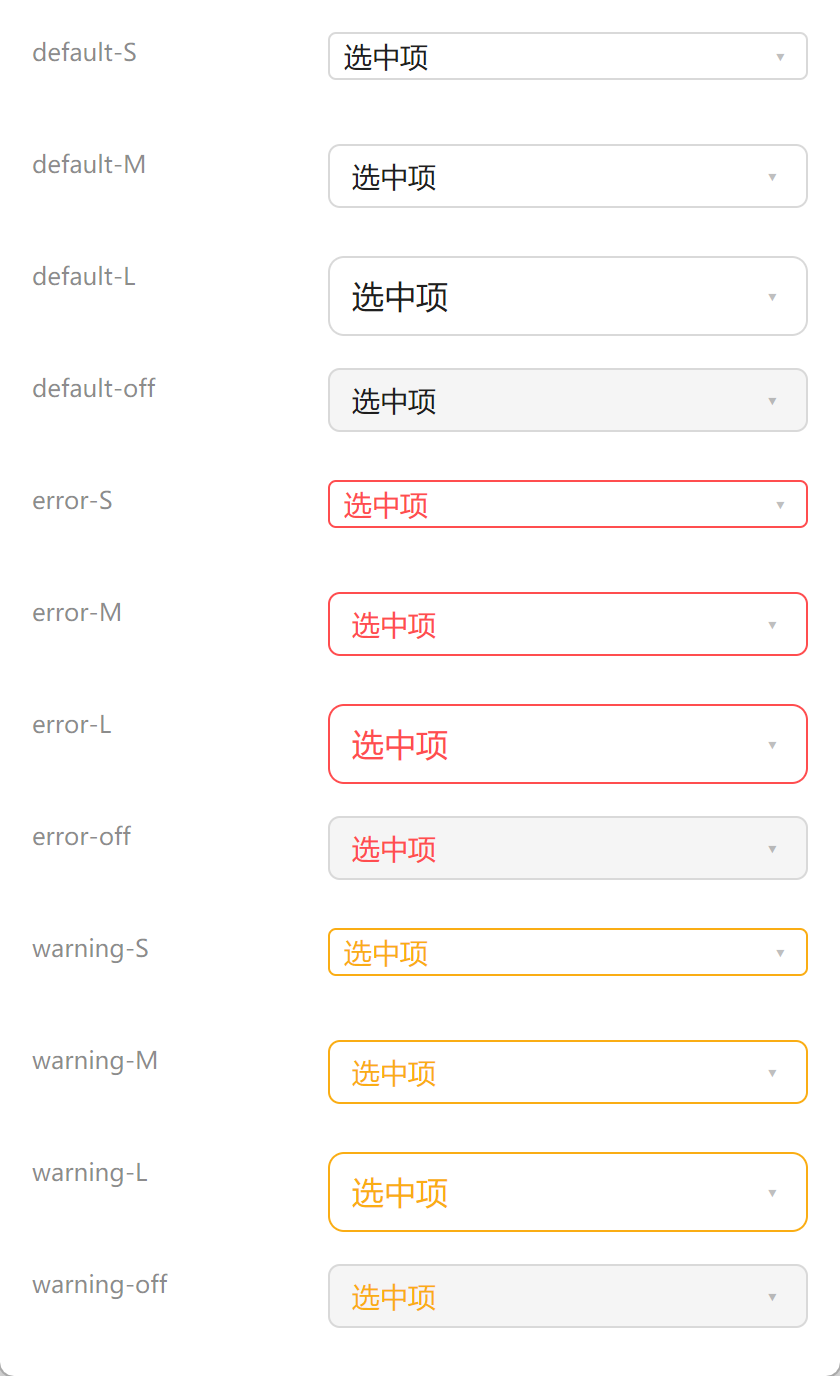 default-S 选中项
default-M 选中项
default-L 选中项
default-off 选中项
error-S 选中项
error-M 选中项
error-L 选中项
error-off 选中项
warning-S 选中项
warning-M 选中项
warning-L 选中项
warning-off 选中项